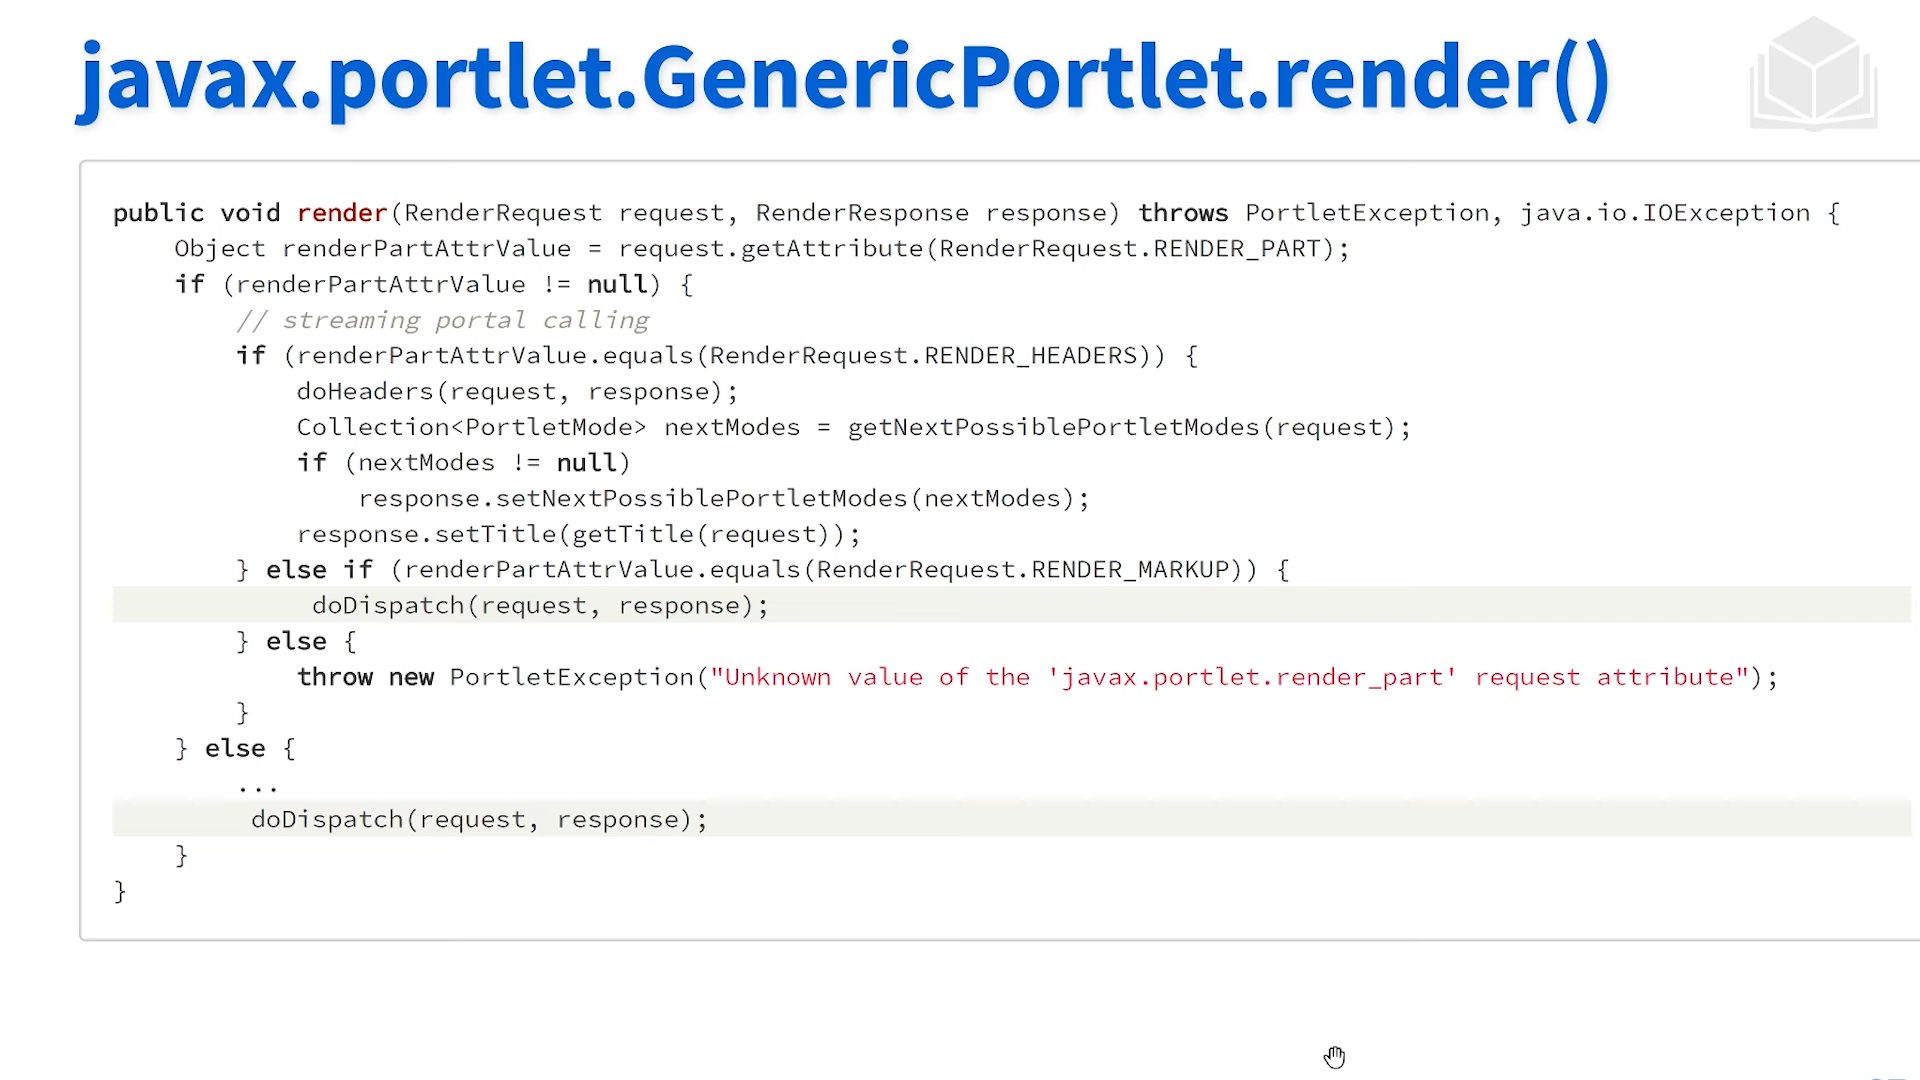 javax.portlet.GenericPortlet.render()
public void render(RenderRequest request, RenderResponse response) throws PortletException, java.io.IOException {
    Object renderPartAttrValue = request.getAttribute(RenderRequest.RENDER_PART);
    if (renderPartAttrValue != null) {
        // streaming portal calling
        if (renderPartAttrValue.equals(RenderRequest.RENDER_HEADERS)) {
            doHeaders(request, response);
            Collection<PortletMode> nextModes = getNextPossiblePortletModes(request);
            if (nextModes != null)
                response.setNextPossiblePortletModes(nextModes);
            response.setTitle(getTitle(request));
        } else if (renderPartAttrValue.equals(RenderRequest.RENDER_MARKUP)) {
             doDispatch(request, response);
        } else {
            throw new PortletException("Unknown value of the 'javax.portlet.render_part' request attribute");
        }
    } else {
        ...
         doDispatch(request, response);
    }
}